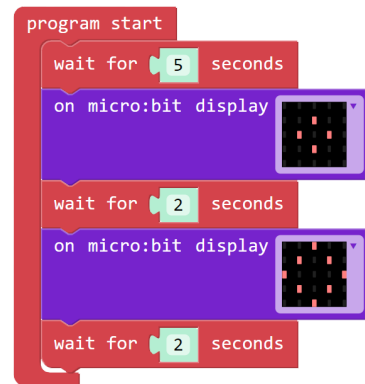 program start
wait for 5 seconds
on micro:bit display
wait for 2 seconds
on micro:bit display
wait for 2 seconds